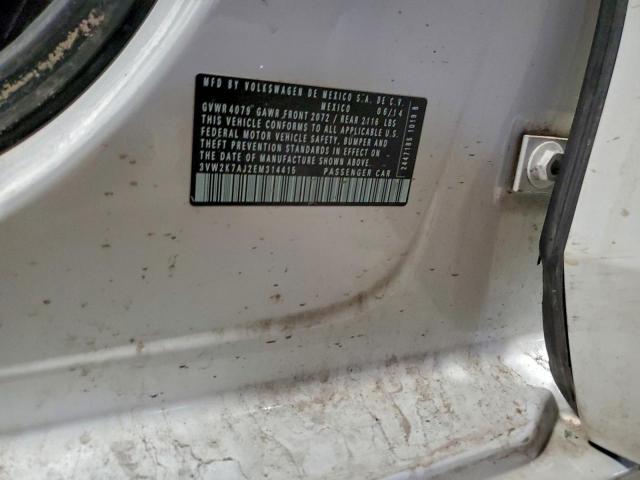 MFD BY VOLKSWAGEN DE MEXICO S.A. DE C.V.
MEXICO 06/14
GVWR 4079 GAWR FRONT 2072 / REAR 2116 LBS
THIS VEHICLE CONFORMS TO ALL APPLICABLE U.S.
FEDERAL MOTOR VEHICLE SAFETY, BUMPER AND
THEFT PREVENTION STANDARDS IN EFFECT ON
THE DATE OF MANUFACTURE SHOWN ABOVE.
3VW2K7AJ2EM314415 PASSENGER CAR
2447188 1019 B